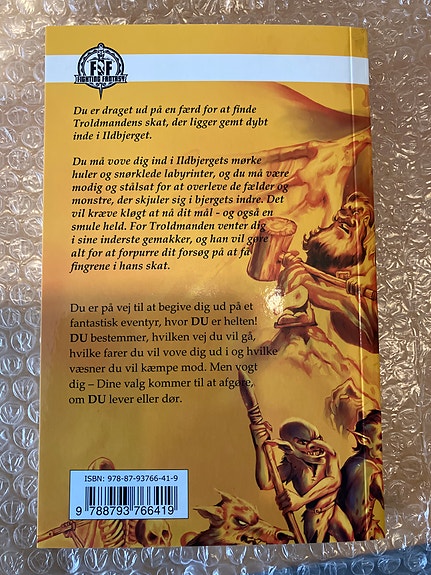 FF
FIGHTING FANTASY
Du er draget ud på en færd for at finde
Troldmandens skat, der ligger gemt dybt
inde i Ildbjerget.
Du må vove dig ind i Ildbjergets mørke
huler og snørklede labyrinter, og du må være
modig og stålsat for at overleve de fælder og
monstre, der skjuler sig i bjergets indre. Det
vil kræve kløgt at nå dit mål - og også en
smule held. For Troldmanden venter dig
i sine inderste gemakker, og han vil gøre
alt for at forpurre dit forsøg på at få
fingrene i hans skat.
Du er på vej til at begive dig ud på et
fantastisk eventyr, hvor DU er helten!
DU bestemmer, hvilken vej du vil gå,
hvilke farer du vil vove dig ud i og hvilke
væsner du vil kæmpe mod. Men vogt
dig – Dine valg kommer til at afgøre,
om DU lever eller dør.
ISBN: 978-87-93766-41-9
9 788793 766419